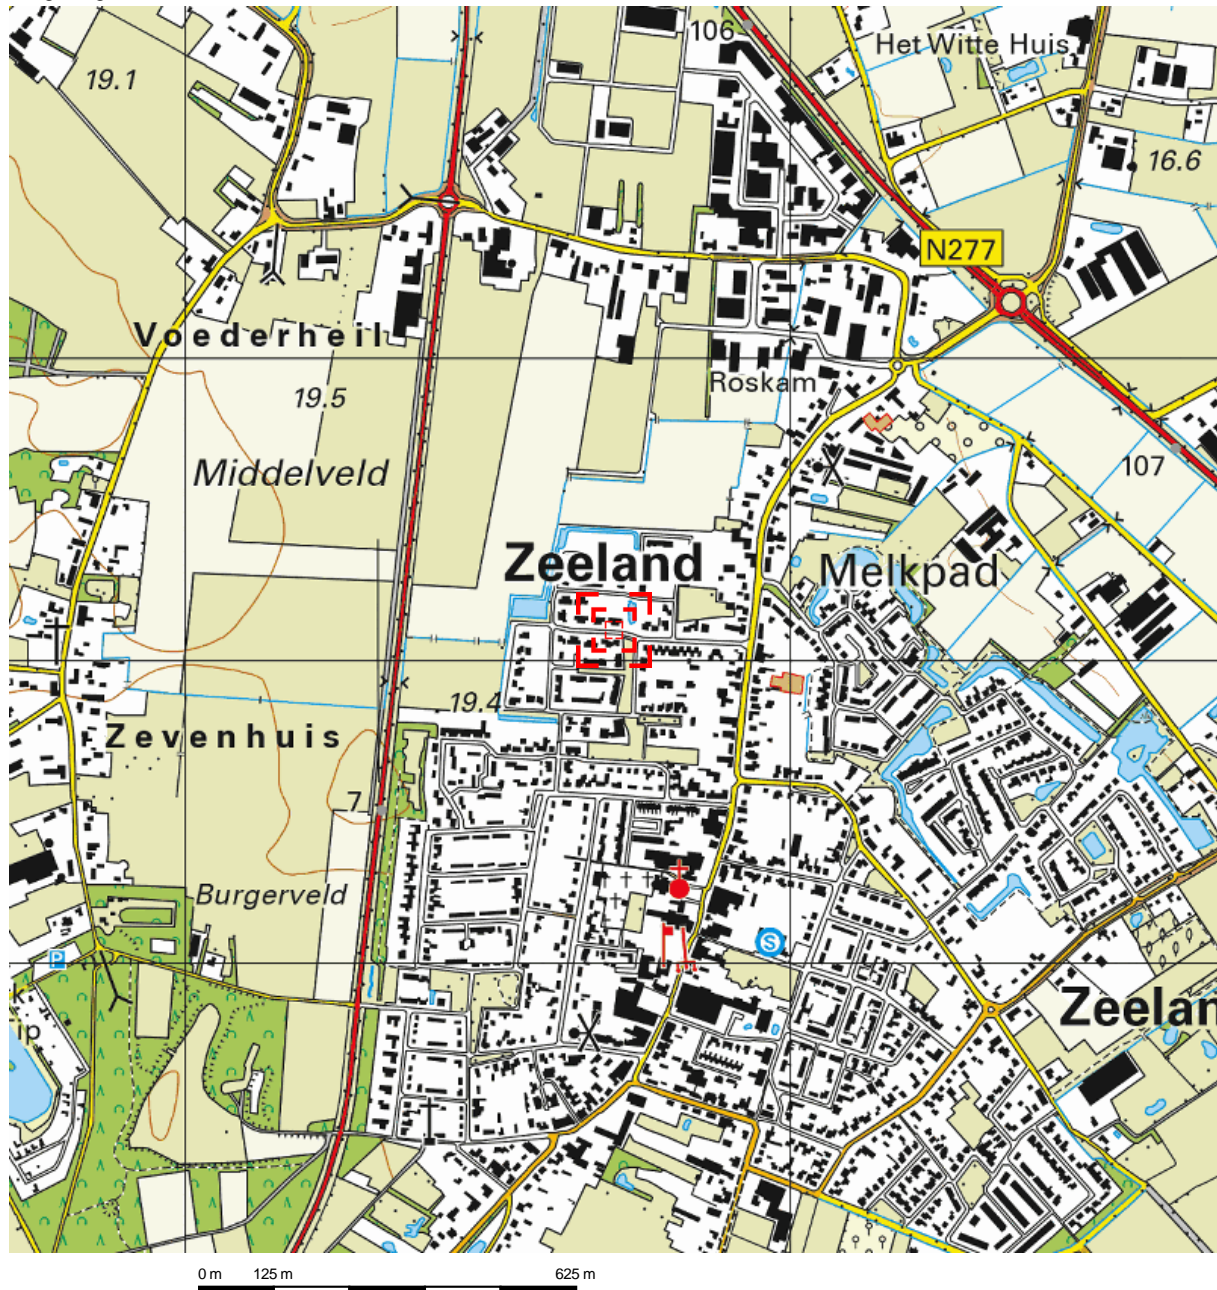 106
Het Witte Huis
19.1
16.6
N277
Voederheil
Roskam
19.5
Middelveld
107
Zeeland
Melkpad
19.4
Zevenhuis
7
Burgerveld
S
P
k
Zeelan
ip
0 m 125 m 625 m